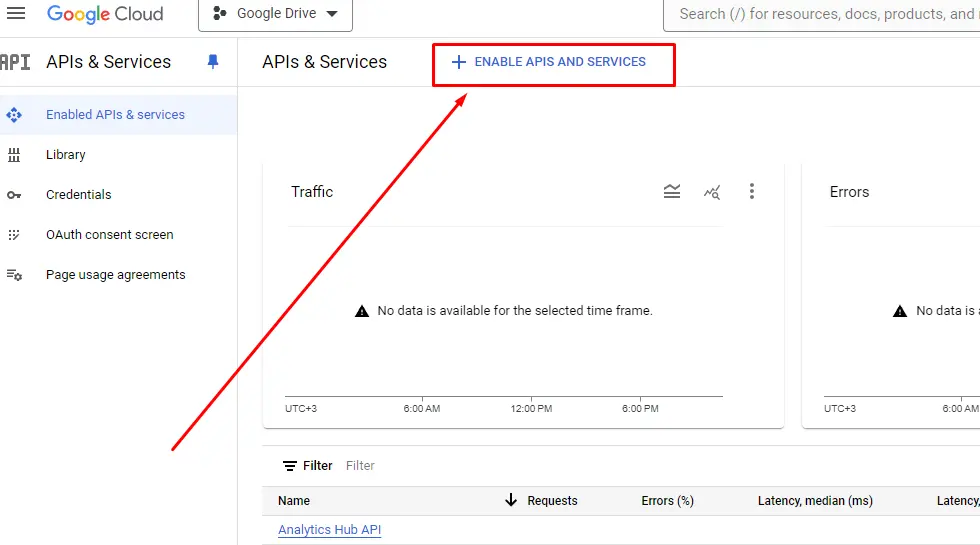 Google Cloud
Google Drive
Search (/) for resources, docs, products, and
API
APIs & Services
APIs & Services
ENABLE APIS AND SERVICES
Enabled APIs & services
Library
Credentials
OAuth consent screen
Page usage agreements
Traffic
No data is available for the selected time frame.
UTC+3 6:00 AM 12:00 PM 6:00 PM
Errors
No data is a
UTC+3 6:00 AM
Filter Filter
Name Requests Errors (%) Latency, median (ms) Latency,
Analytics Hub API